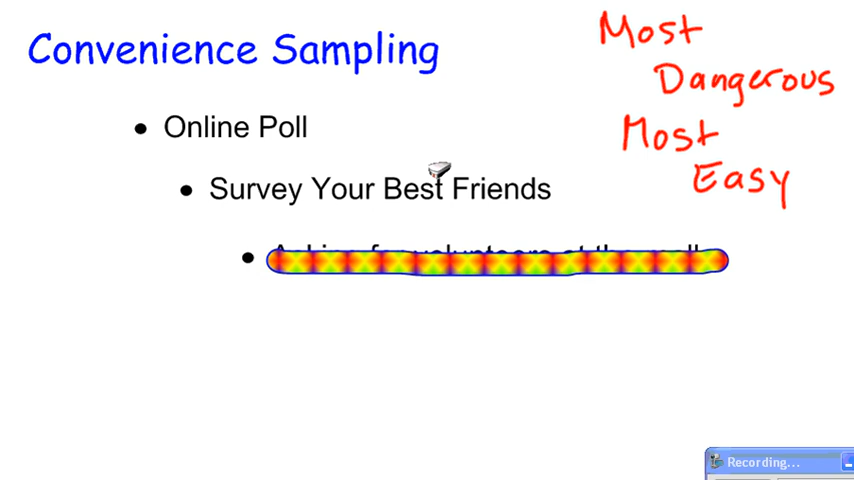 Convenience Sampling
Most
Dangerous
Online Poll
Most
Easy
Survey Your Best Friends
Recording...